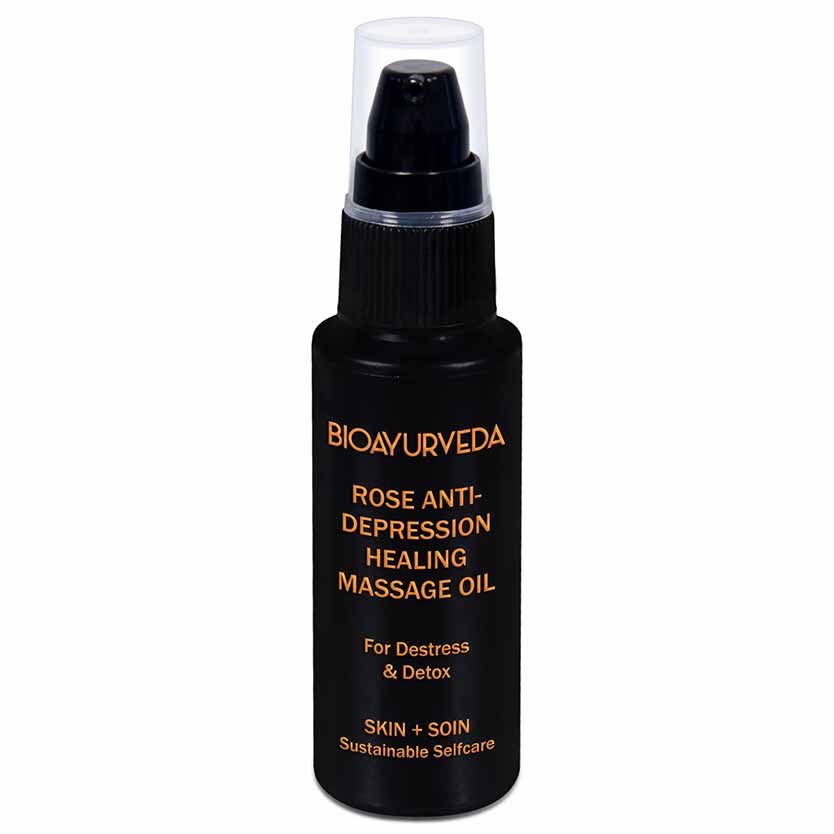 BIOAYURVEDA
ROSE ANTI-
DEPRESSION
HEALING
MASSAGE OIL
For Destress
& Detox
SKIN + SOIN
Sustainable Selfcare